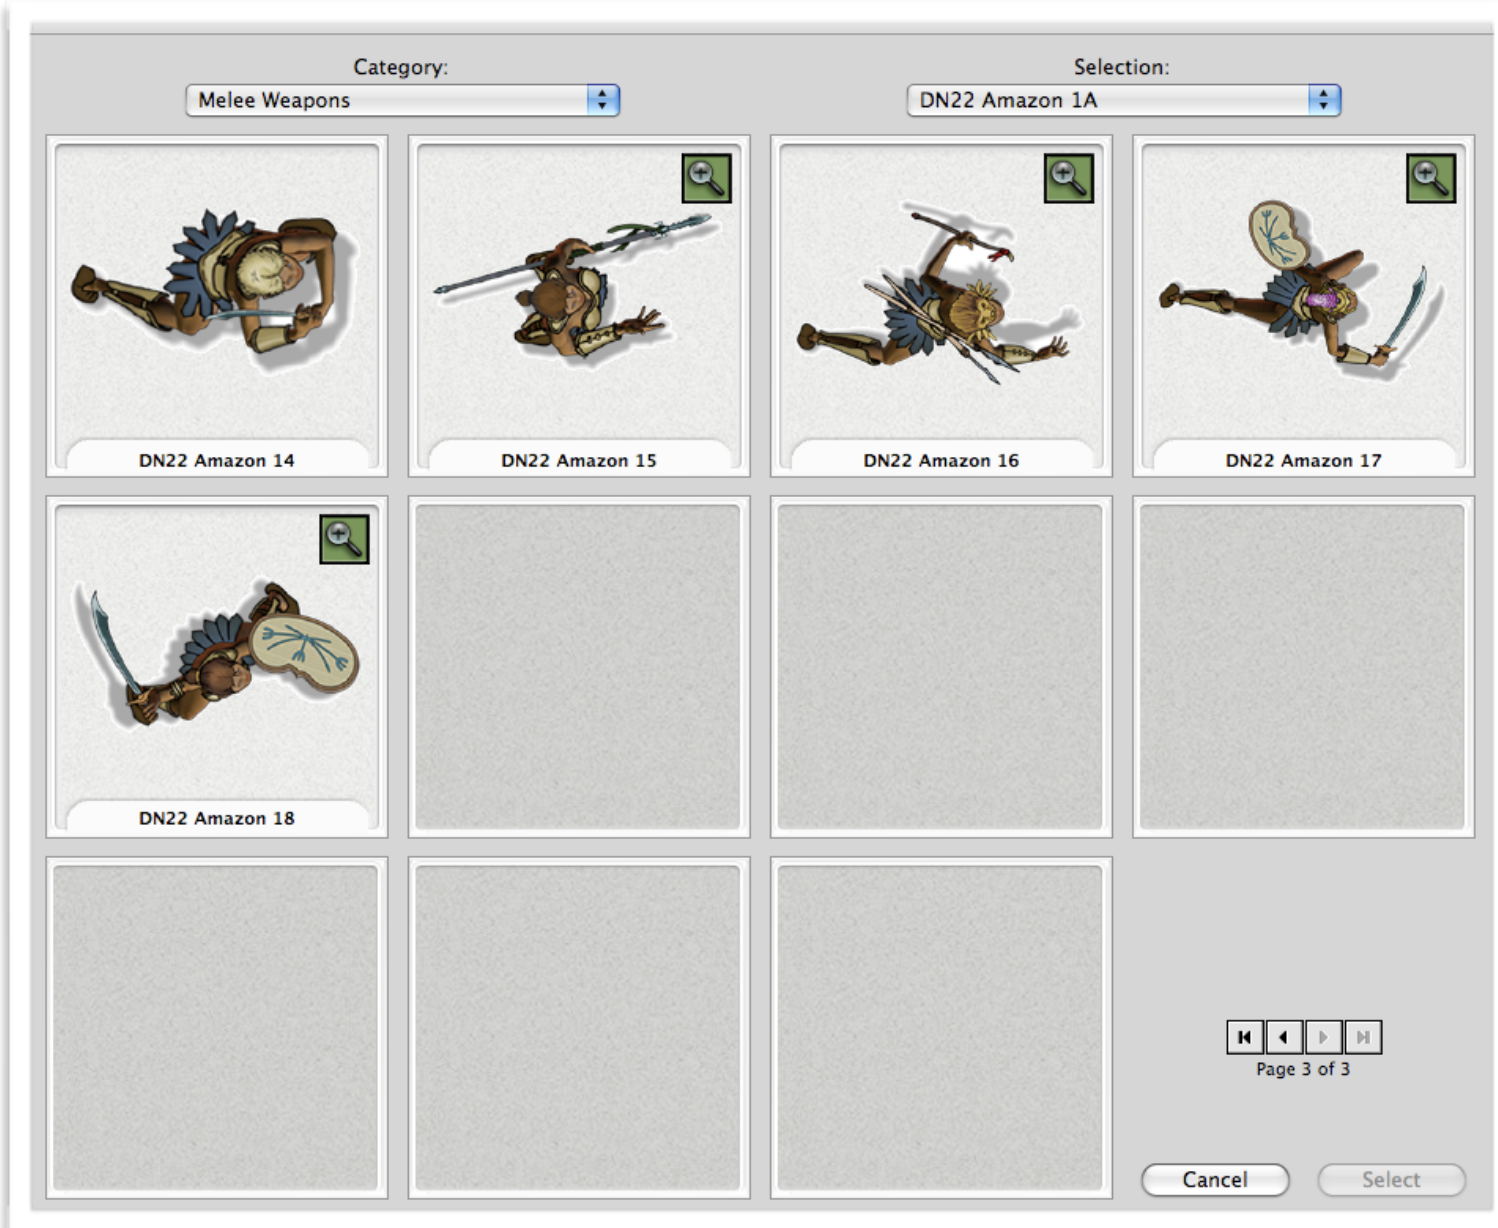 Category:
Selection:
Melee Weapons
DN22 Amazon 1A
DN22 Amazon 14
DN22 Amazon 15
DN22 Amazon 16
DN22 Amazon 17
DN22 Amazon 18
Page 3 of 3
Cancel
Select